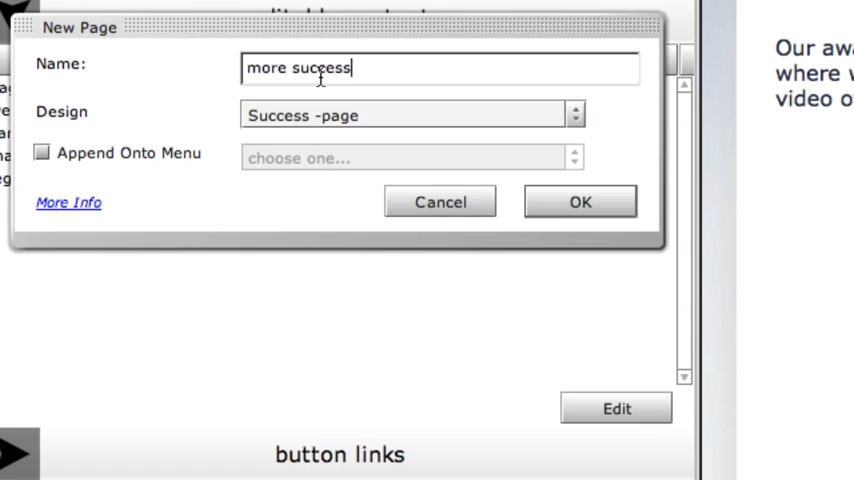 New Page
Name:
more success
Design
Success -page
Append Onto Menu
choose one...
More Info
Cancel
OK
Edit
button links
Our
where
video